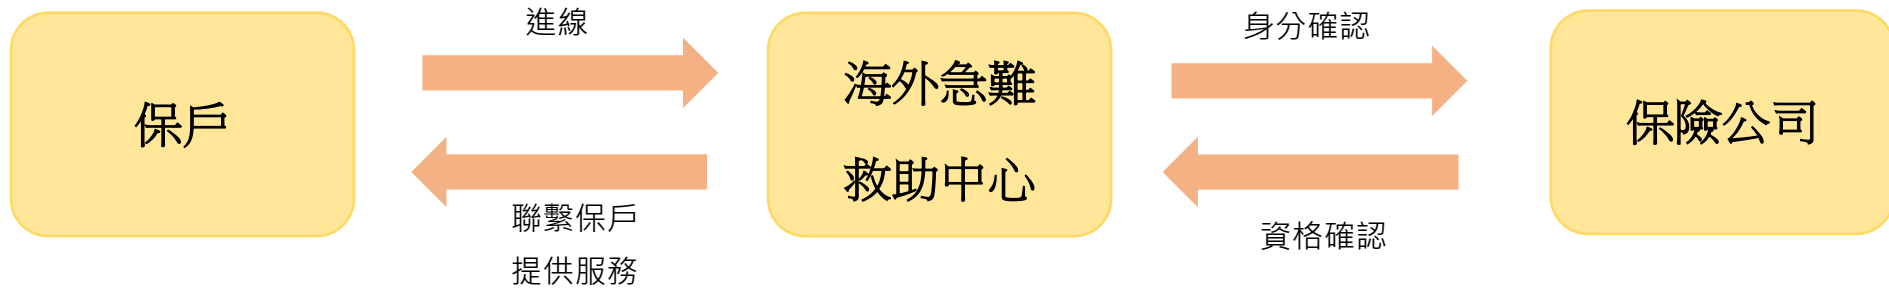 進線
身分確認
保戶
海外急難
救助中心
保險公司
聯繫保戶
提供服務
資格確認